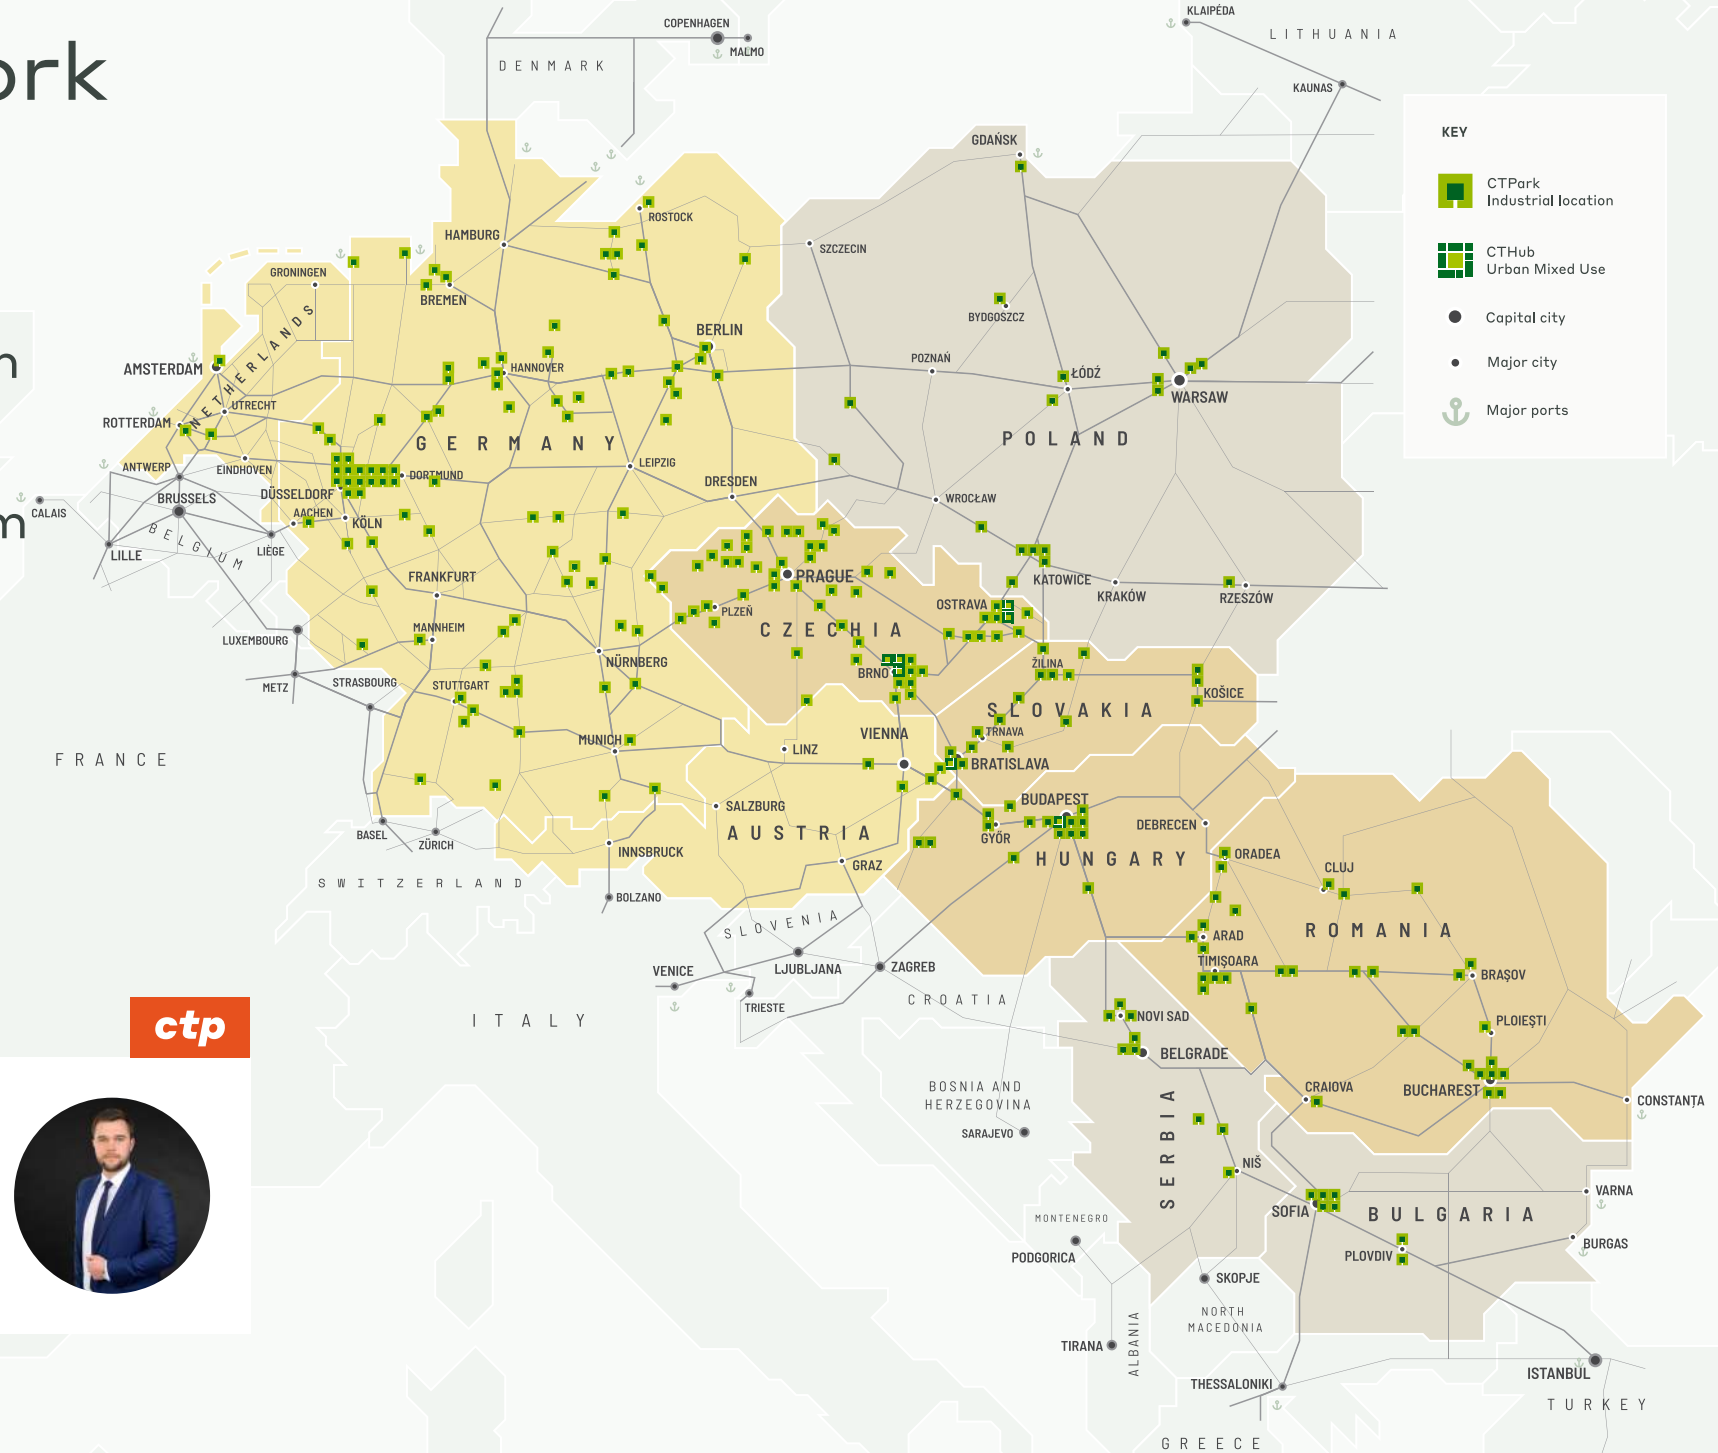 ork
n
m
KEY
CTPark
Industrial location
CTHub
Urban Mixed Use
Capital city
Major city
Major ports
COPENHAGEN
MALMO
DENMARK
KLAIPĖDA
LITHUANIA
KAUNAS
GDAŃSK
ROSTOCK
HAMBURG
SZCZECIN
GRONINGEN
BREMEN
BYDGOSZCZ
BERLIN
NETHERLANDS
AMSTERDAM
HANNOVER
POZNAŃ
ŁÓDŹ
WARSAW
UTRECHT
ROTTERDAM
GERMANY
POLAND
ANTWERP
EINDHOVEN
DORTMUND
LEIPZIG
DRESDEN
DÜSSELDORF
BRUSSELS
WROCŁAW
CALAIS
AACHEN
KÖLN
BELGIUM
LILLE
LIÈGE
FRANKFURT
PRAGUE
KATOWICE
KRAKÓW
RZESZÓW
PLZEŇ
OSTRAVA
LUXEMBOURG
MANNHEIM
CZECHIA
NÜRNBERG
ŽILINA
BRNO
METZ
STRASBOURG
STUTTGART
KOŠICE
SLOVAKIA
TRNAVA
VIENNA
MUNICH
LINZ
FRANCE
BRATISLAVA
SALZBURG
BUDAPEST
DEBRECEN
BASEL
ZÜRICH
AUSTRIA
GYŐR
INNSBRUCK
GRAZ
HUNGARY
ORADEA
CLUJ
SWITZERLAND
BOLZANO
SLOVENIA
ROMANIA
ARAD
TIMIŞOARA
VENICE
LJUBLJANA
ZAGREB
BRAŞOV
TRIESTE
CROATIA
NOVI SAD
PLOIEŞTI
ITALY
ctp
BELGRADE
BOSNIA AND
HERZEGOVINA
CRAIOVA
BUCHAREST
CONSTANȚA
SARAJEVO
SERBIA
NIŠ
VARNA
SOFIA
BULGARIA
MONTENEGRO
PODGORICA
PLOVDIV
BURGAS
SKOPJE
NORTH
MACEDONIA
TIRANA
ALBANIA
ISTANBUL
THESSALONIKI
TURKEY
GREECE